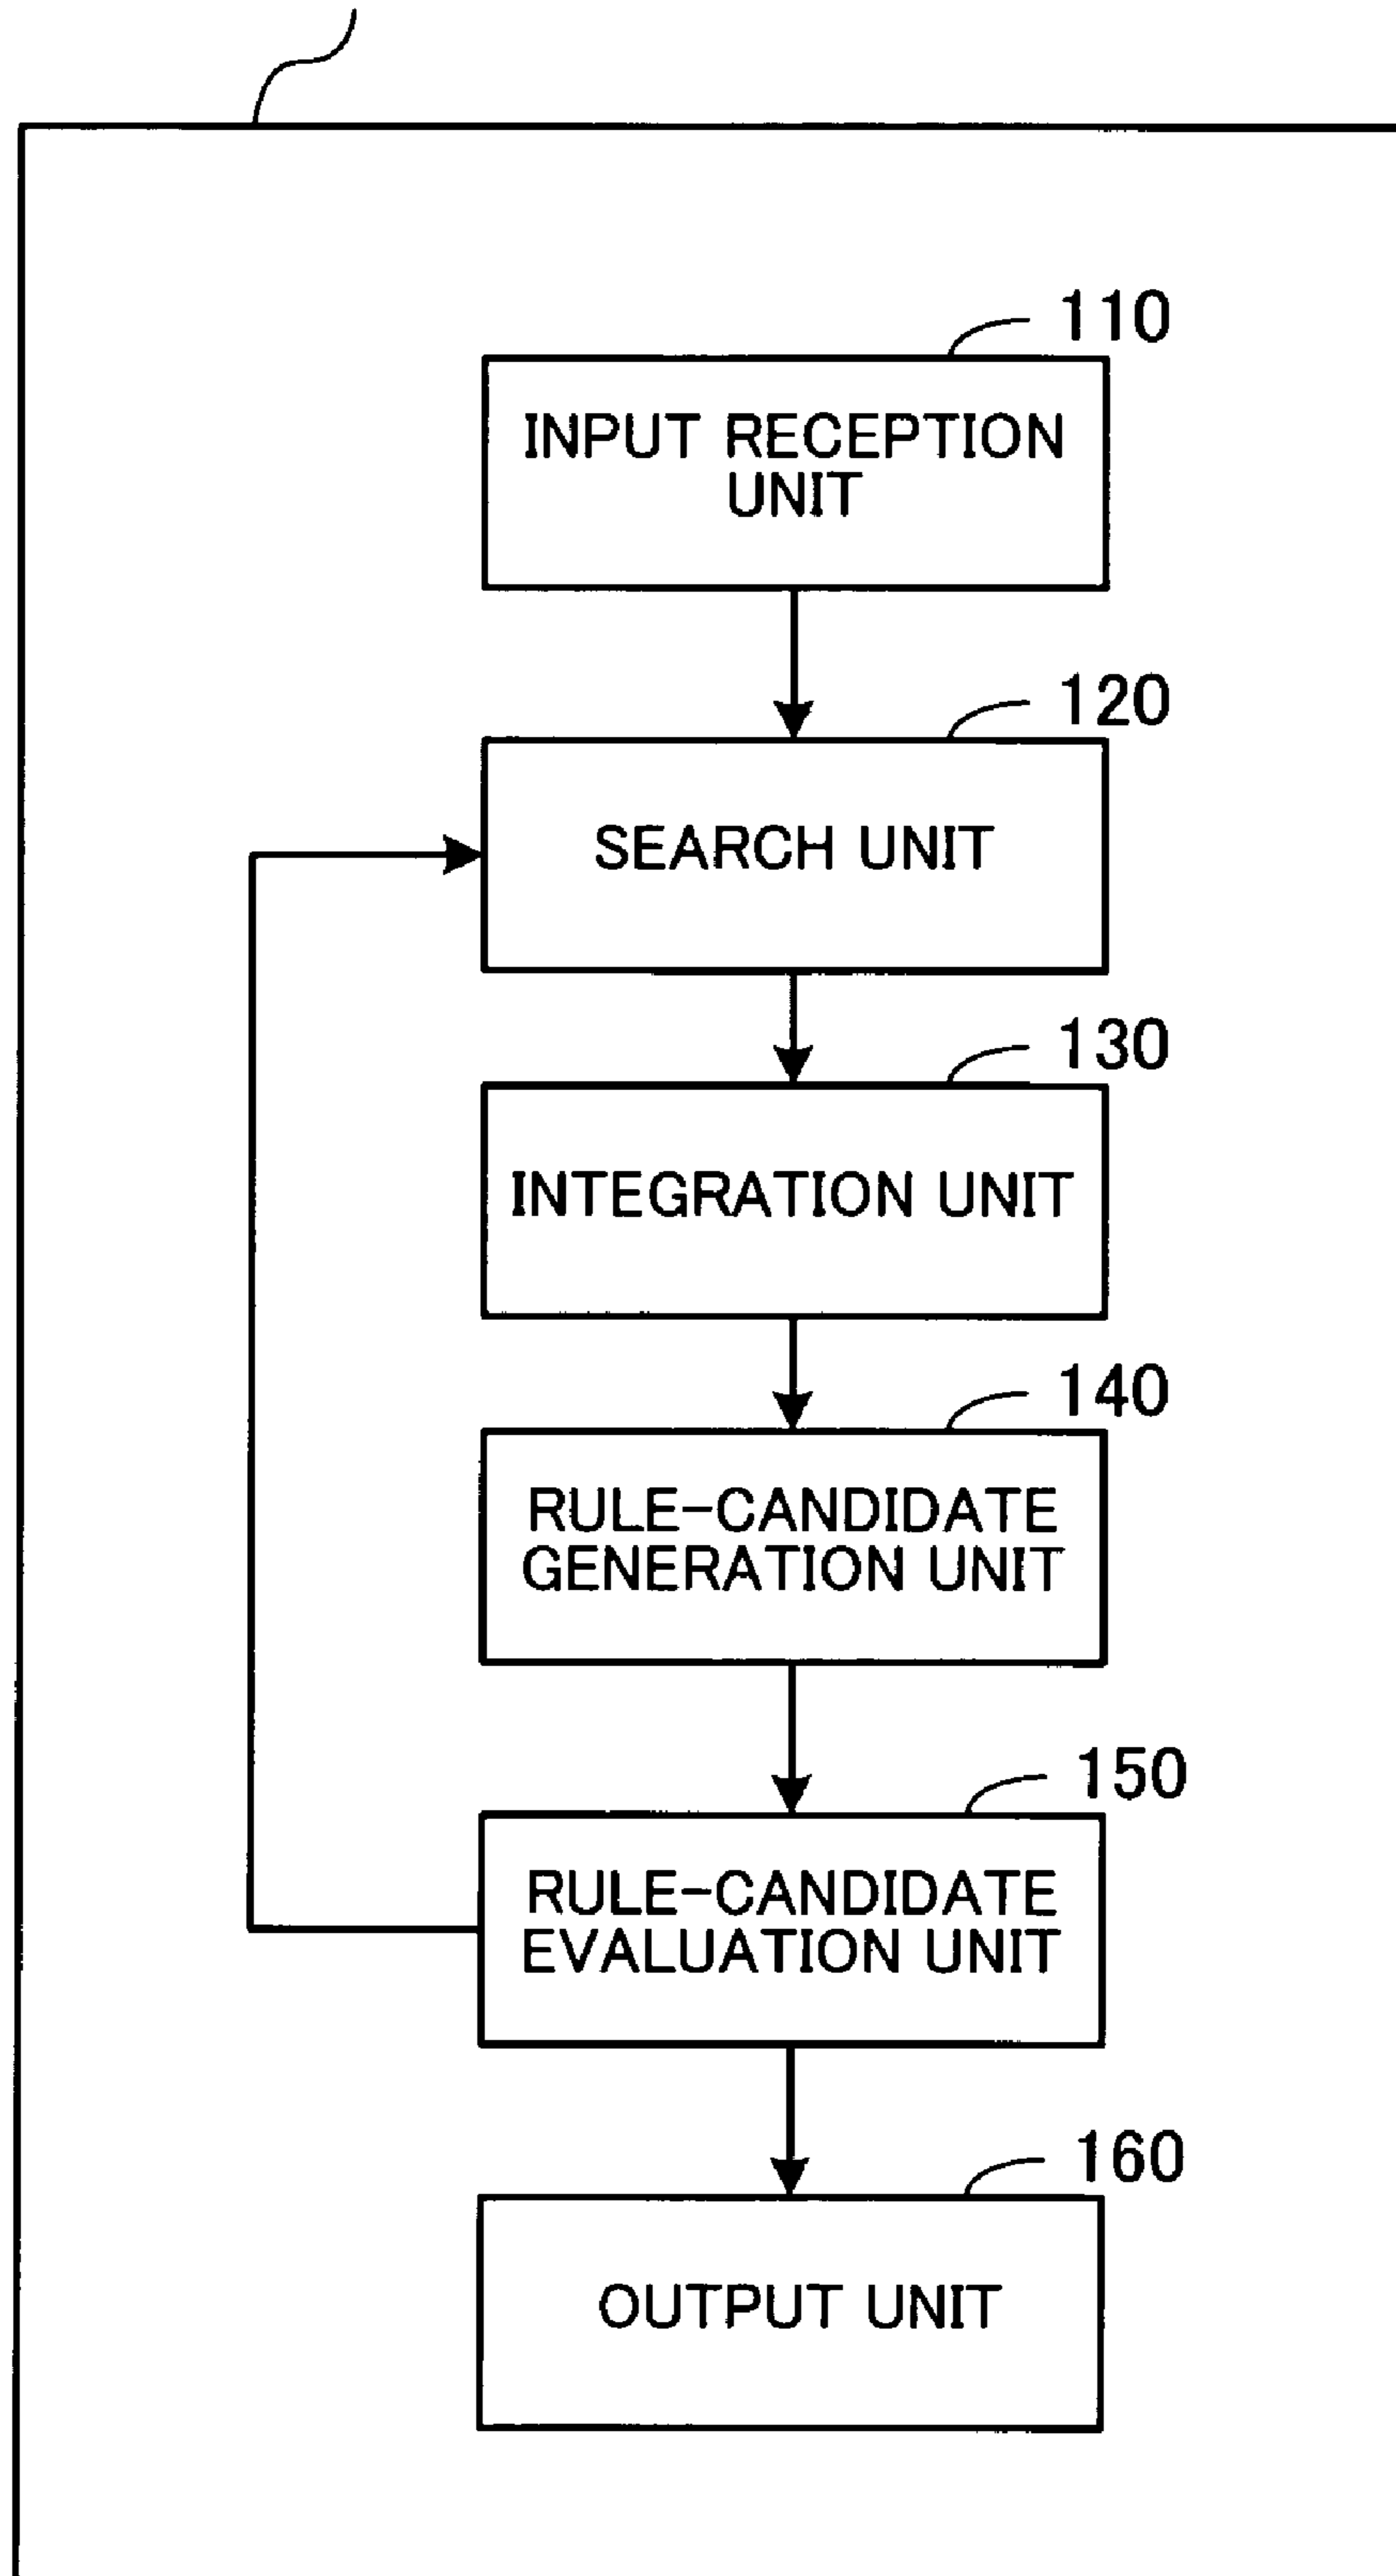 110
INPUT RECEPTION
UNIT
120
SEARCH UNIT
130
INTEGRATION UNIT
140
RULE-CANDIDATE
GENERATION UNIT
150
RULE-CANDIDATE
EVALUATION UNIT
160
OUTPUT UNIT